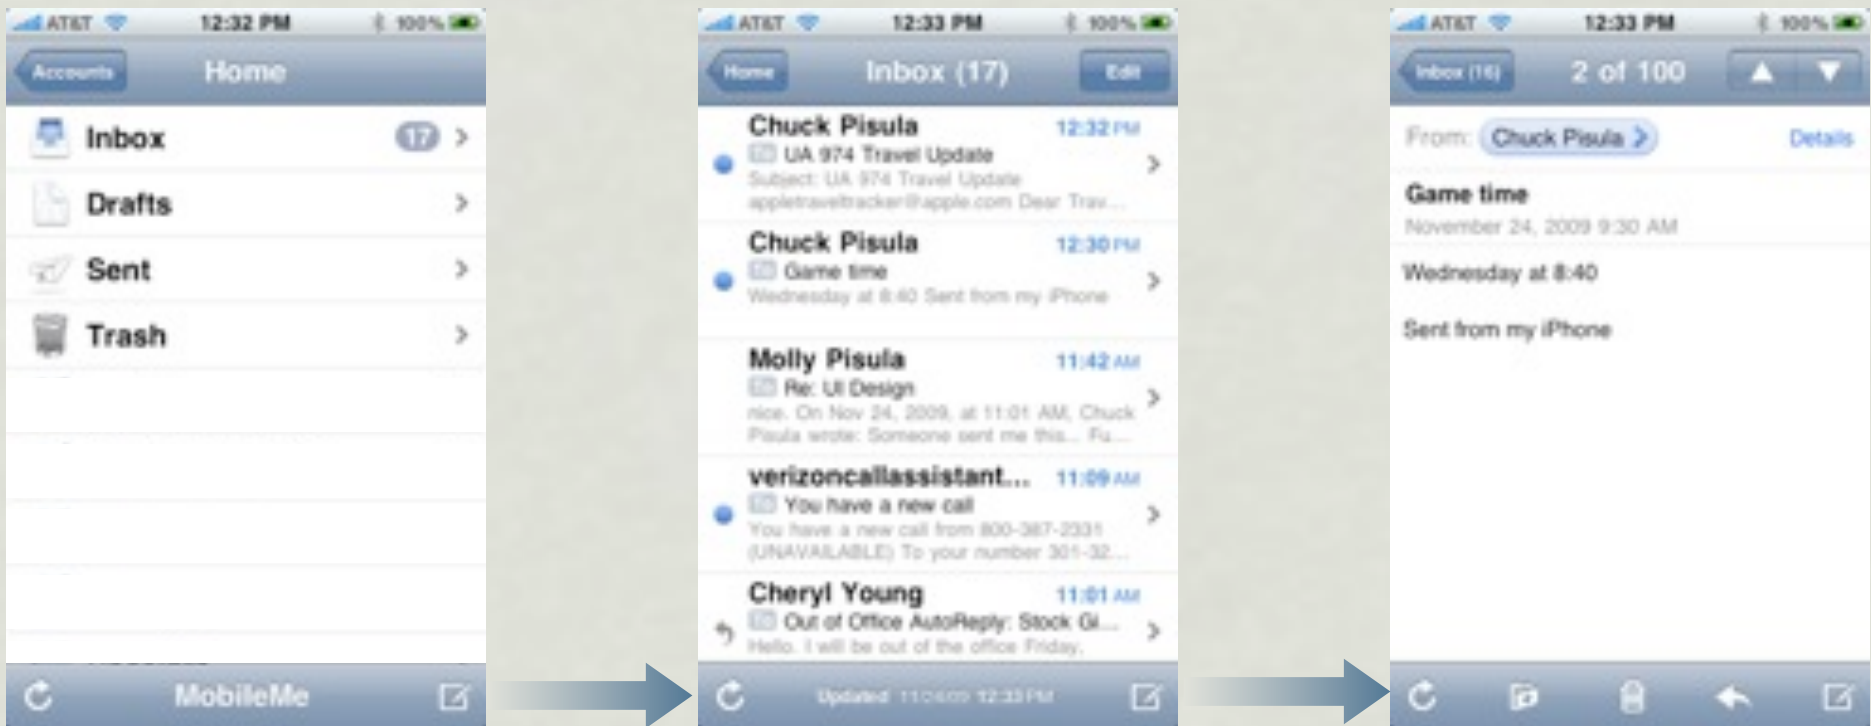 AT&T 12:32 PM 100%
Accounts Home
Inbox 17
Drafts
Sent
Trash
MobileMe
AT&T 12:33 PM 100%
Home Inbox (17) Edit
Chuck Pisula 12:32 PM
UA 974 Travel Update
Subject: UA 974 Travel Update
appletraveltracker@apple.com Dear Trav...
Chuck Pisula 12:30 PM
Game time
Wednesday at 8:40 Sent from my iPhone
Molly Pisula 11:42 AM
Re: UI Design
nice. On Nov 24, 2009, at 11:01 AM, Chuck
Pisula wrote: Someone sent me this... Fu...
verizoncallassistant... 11:09 AM
You have a new call
You have a new call from 800-387-2331
(UNAVAILABLE) To your number 301-32...
Cheryl Young 11:01 AM
Out of Office AutoReply: Stock Gi...
Hello. I will be out of the office Friday,
Updated 12:33 PM
AT&T 12:33 PM 100%
Inbox (16) 2 of 100
From: Chuck Pisula Details
Game time
November 24, 2009 9:30 AM
Wednesday at 8:40
Sent from my iPhone